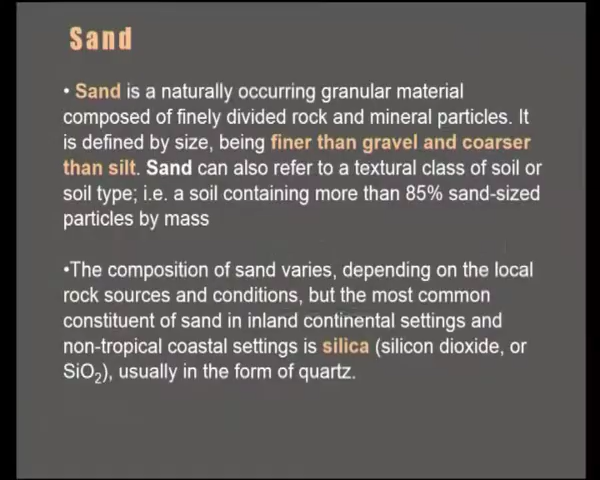 Sand
• Sand is a naturally occurring granular material
composed of finely divided rock and mineral particles. It
is defined by size, being finer than gravel and coarser
than silt. Sand can also refer to a textural class of soil or
soil type; i.e. a soil containing more than 85% sand-sized
particles by mass
•The composition of sand varies, depending on the local
rock sources and conditions, but the most common
constituent of sand in inland continental settings and
non-tropical coastal settings is silica (silicon dioxide, or
SiO₂), usually in the form of quartz.